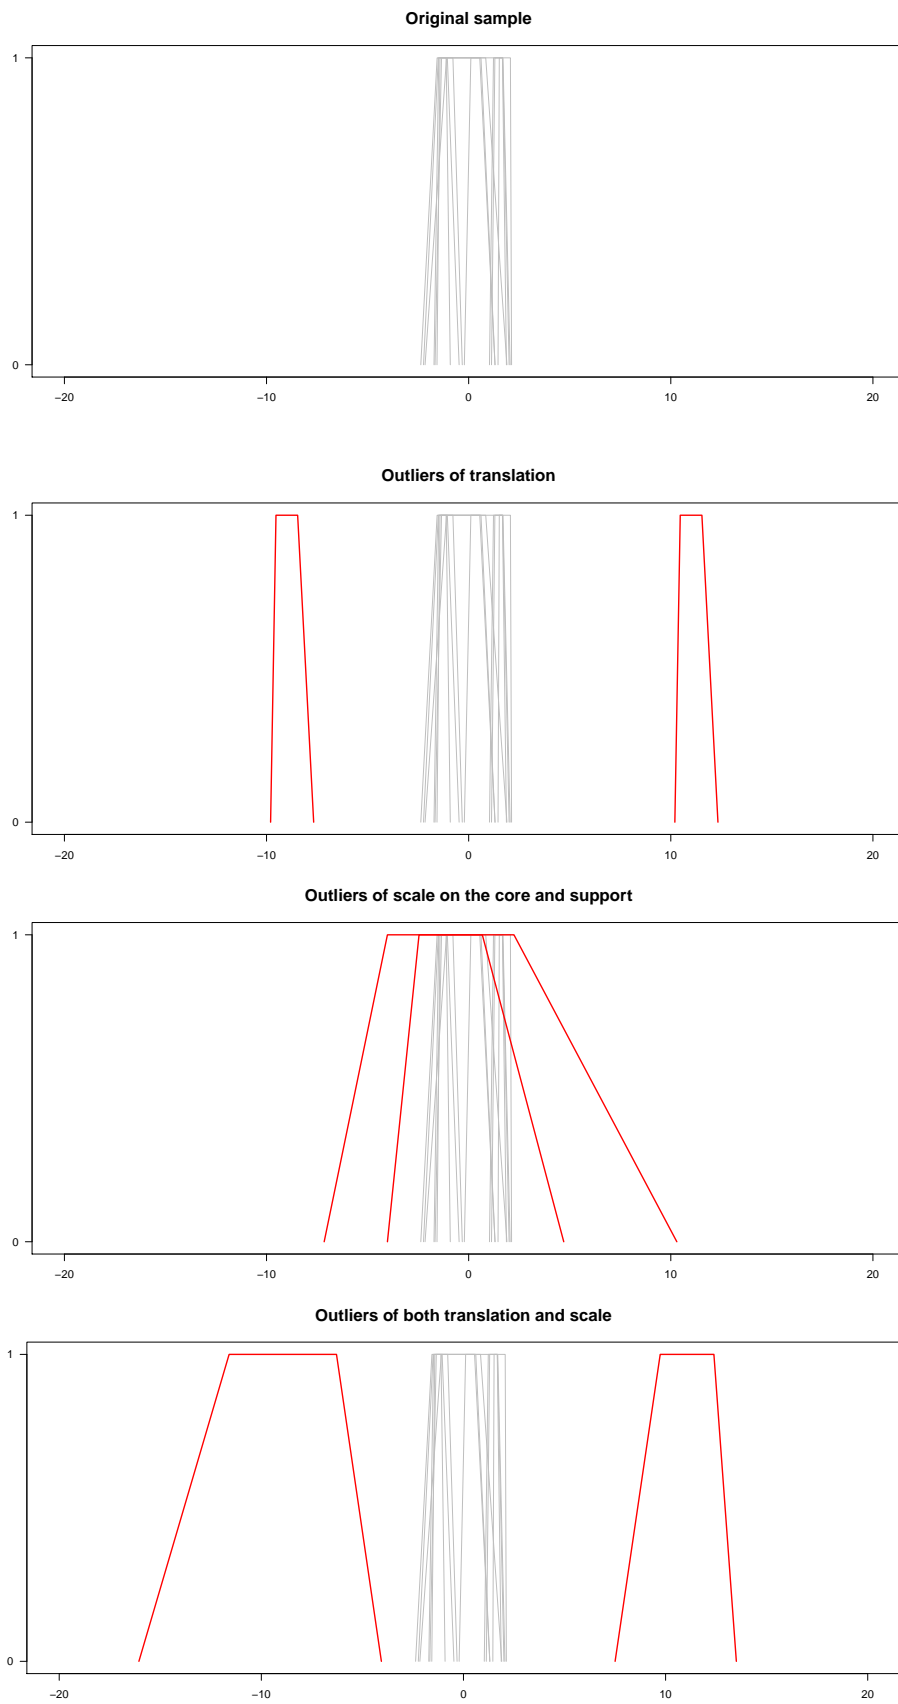 Original sample
1
0
−20 −10 0 10 20
Outliers of translation
1
0
−20 −10 0 10 20
Outliers of scale on the core and support
1
0
−20 −10 0 10 20
Outliers of both translation and scale
1
0
−20 −10 0 10 20